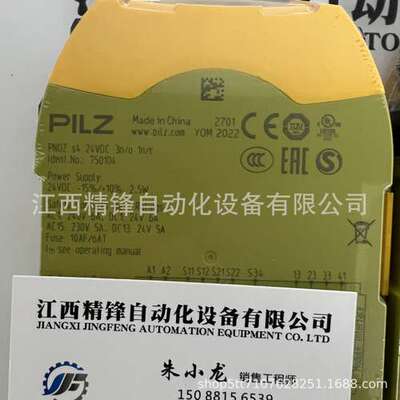 PILZ
Made in China 2701
www.pilz.com YOM 2022
PNOZ s4 24VDC 3n/o 1n/c
Ident.No. 750104
Power Supply:
24VDC -15%/+10%, 2.5W
江西精锋自动化设备有限公司
AC15 230V 5A, DC13 24V 5A
Fuse 10AF/6AT
see operating manual
A1 A2 S11 S12 S21 S22 S34 13 23 33 41
江西精锋自动化设备有限公司
JIANGXI JINGFENG AUTOMATION EQUIPMENT CO., LTD
朱小龙 销售工程师
shop5tt7107628251.1688.com
150 8815 6539